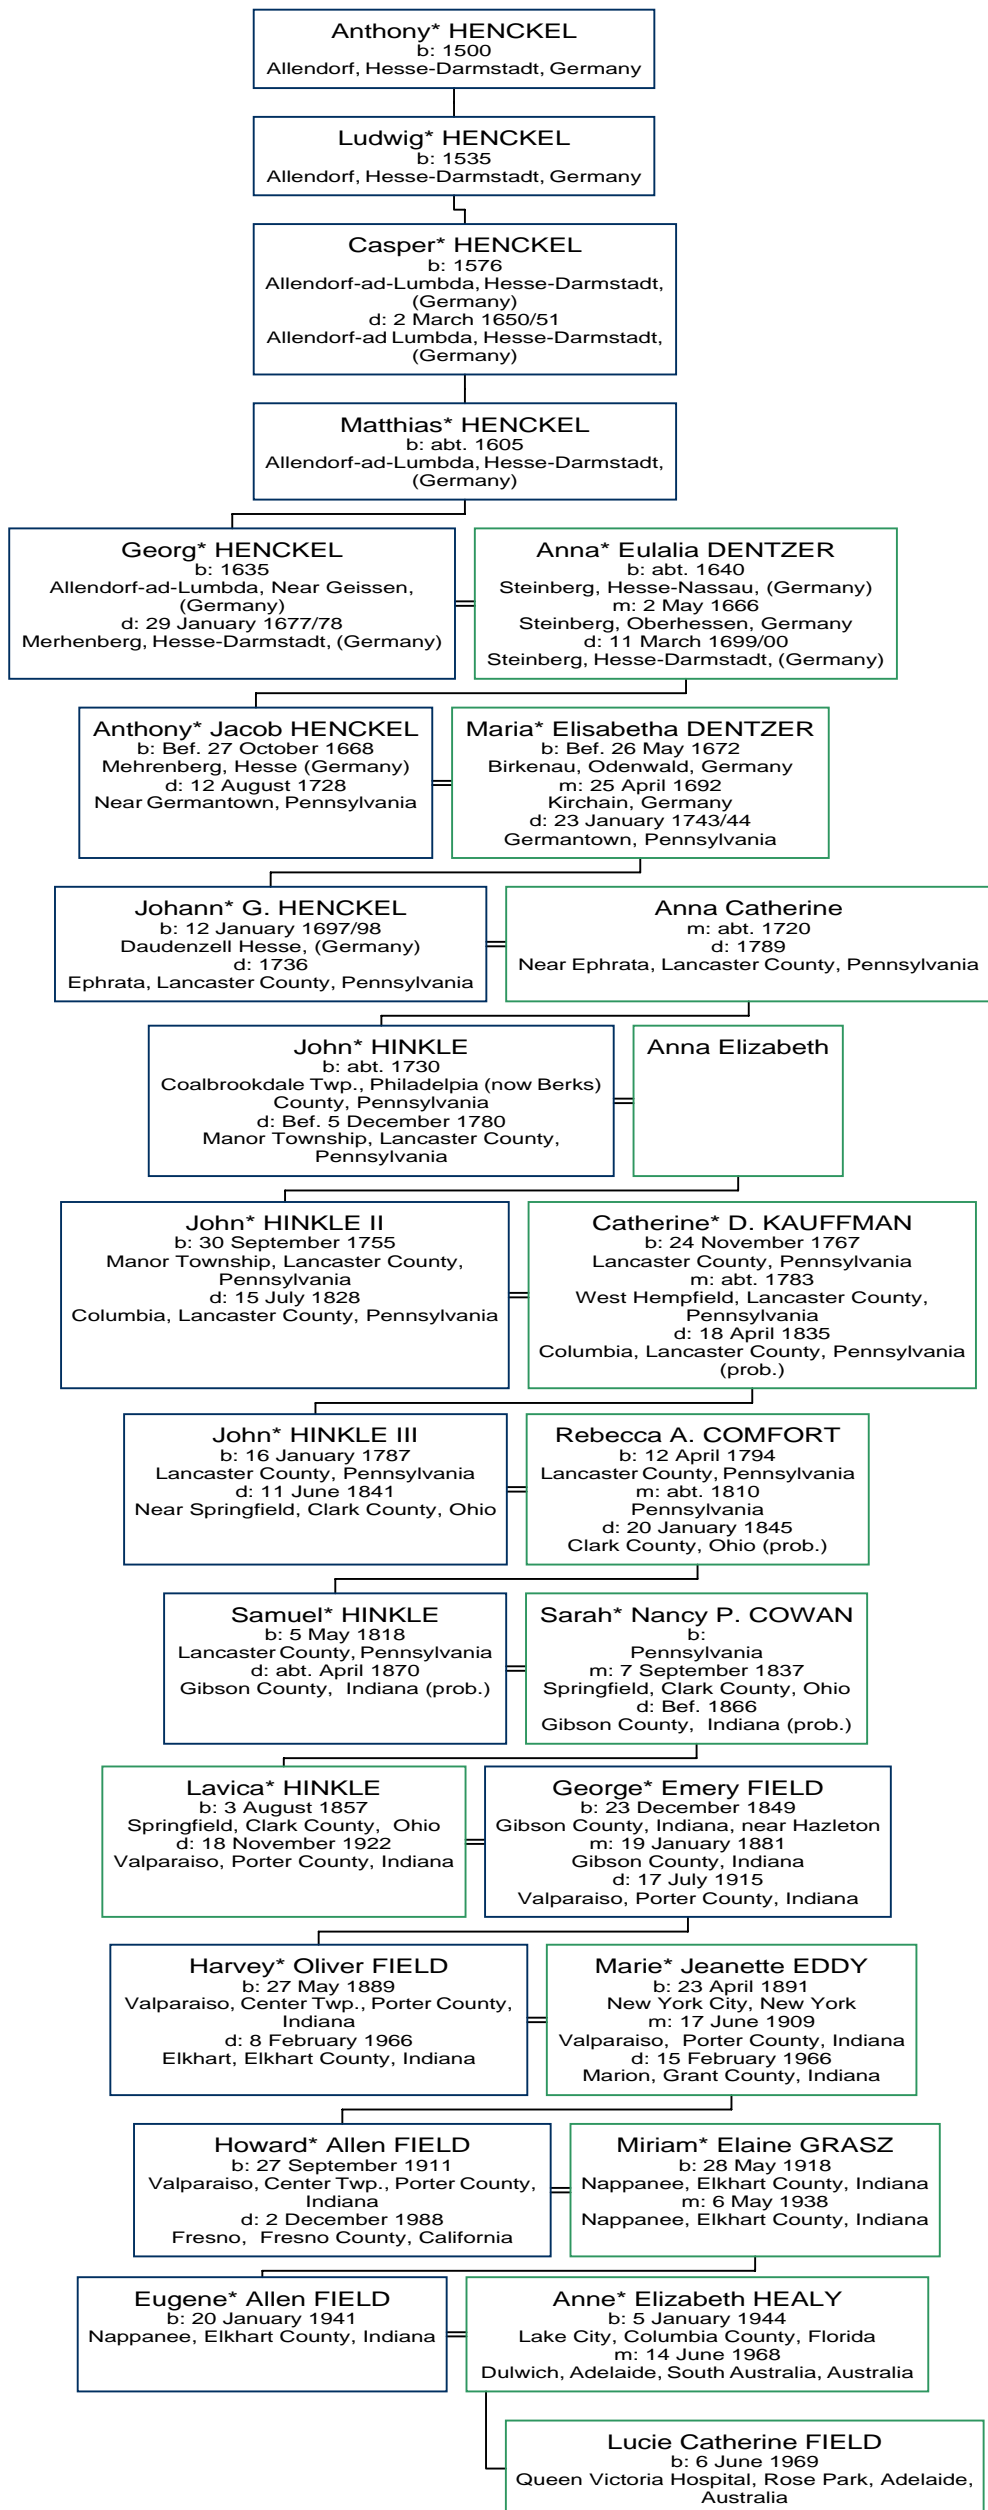 Anthony* HENCKEL
b: 1500
Allendorf, Hesse-Darmstadt, Germany
Ludwig* HENCKEL
b: 1535
Allendorf, Hesse-Darmstadt, Germany
Casper* HENCKEL
b: 1576
Allendorf-ad-Lumbda, Hesse-Darmstadt,
(Germany)
d: 2 March 1650/51
Allendorf-ad Lumbda, Hesse-Darmstadt,
(Germany)
Matthias* HENCKEL
b: abt. 1605
Allendorf-ad-Lumbda, Hesse-Darmstadt,
(Germany)
Georg* HENCKEL
b: 1635
Allendorf-ad-Lumbda, Near Geissen,
(Germany)
d: 29 January 1677/78
Merhenberg, Hesse-Darmstadt, (Germany)
Anna* Eulalia DENTZER
b: abt. 1640
Steinberg, Hesse-Nassau, (Germany)
m: 2 May 1666
Steinberg, Oberhessen, Germany
d: 11 March 1699/00
Steinberg, Hesse-Darmstadt, (Germany)
Anthony* Jacob HENCKEL
b: Bef. 27 October 1668
Mehrenberg, Hesse (Germany)
d: 12 August 1728
Near Germantown, Pennsylvania
Maria* Elisabetha DENTZER
b: Bef. 26 May 1672
Birkenau, Odenwald, Germany
m: 25 April 1692
Kirchain, Germany
d: 23 January 1743/44
Germantown, Pennsylvania
Johann* G. HENCKEL
b: 12 January 1697/98
Daudenzell Hesse, (Germany)
d: 1736
Ephrata, Lancaster County, Pennsylvania
Anna Catherine
m: abt. 1720
d: 1789
Near Ephrata, Lancaster County, Pennsylvania
John* HINKLE
b: abt. 1730
Coalbrookdale Twp., Philadelpia (now Berks)
County, Pennsylvania
d: Bef. 5 December 1780
Manor Township, Lancaster County,
Pennsylvania
Anna Elizabeth
John* HINKLE II
b: 30 September 1755
Manor Township, Lancaster County,
Pennsylvania
d: 15 July 1828
Columbia, Lancaster County, Pennsylvania
Catherine* D. KAUFFMAN
b: 24 November 1767
Lancaster County, Pennsylvania
m: abt. 1783
West Hempfield, Lancaster County,
Pennsylvania
d: 18 April 1835
Columbia, Lancaster County, Pennsylvania
(prob.)
John* HINKLE III
b: 16 January 1787
Lancaster County, Pennsylvania
d: 11 June 1841
Near Springfield, Clark County, Ohio
Rebecca A. COMFORT
b: 12 April 1794
Lancaster County, Pennsylvania
m: abt. 1810
Pennsylvania
d: 20 January 1845
Clark County, Ohio (prob.)
Samuel* HINKLE
b: 5 May 1818
Lancaster County, Pennsylvania
d: abt. April 1870
Gibson County, Indiana (prob.)
Sarah* Nancy P. COWAN
b:
Pennsylvania
m: 7 September 1837
Springfield, Clark County, Ohio
d: Bef. 1866
Gibson County, Indiana (prob.)
Lavica* HINKLE
b: 3 August 1857
Springfield, Clark County, Ohio
d: 18 November 1922
Valparaiso, Porter County, Indiana
George* Emery FIELD
b: 23 December 1849
Gibson County, Indiana, near Hazleton
m: 19 January 1881
Gibson County, Indiana
d: 17 July 1915
Valparaiso, Porter County, Indiana
Harvey* Oliver FIELD
b: 27 May 1889
Valparaiso, Center Twp., Porter County,
Indiana
d: 8 February 1966
Elkhart, Elkhart County, Indiana
Marie* Jeanette EDDY
b: 23 April 1891
New York City, New York
m: 17 June 1909
Valparaiso, Porter County, Indiana
d: 15 February 1966
Marion, Grant County, Indiana
Howard* Allen FIELD
b: 27 September 1911
Valparaiso, Center Twp., Porter County,
Indiana
d: 2 December 1988
Fresno, Fresno County, California
Miriam* Elaine GRASZ
b: 28 May 1918
Nappanee, Elkhart County, Indiana
m: 6 May 1938
Nappanee, Elkhart County, Indiana
Eugene* Allen FIELD
b: 20 January 1941
Nappanee, Elkhart County, Indiana
Anne* Elizabeth HEALY
b: 5 January 1944
Lake City, Columbia County, Florida
m: 14 June 1968
Dulwich, Adelaide, South Australia, Australia
Lucie Catherine FIELD
b: 6 June 1969
Queen Victoria Hospital, Rose Park, Adelaide,
Australia